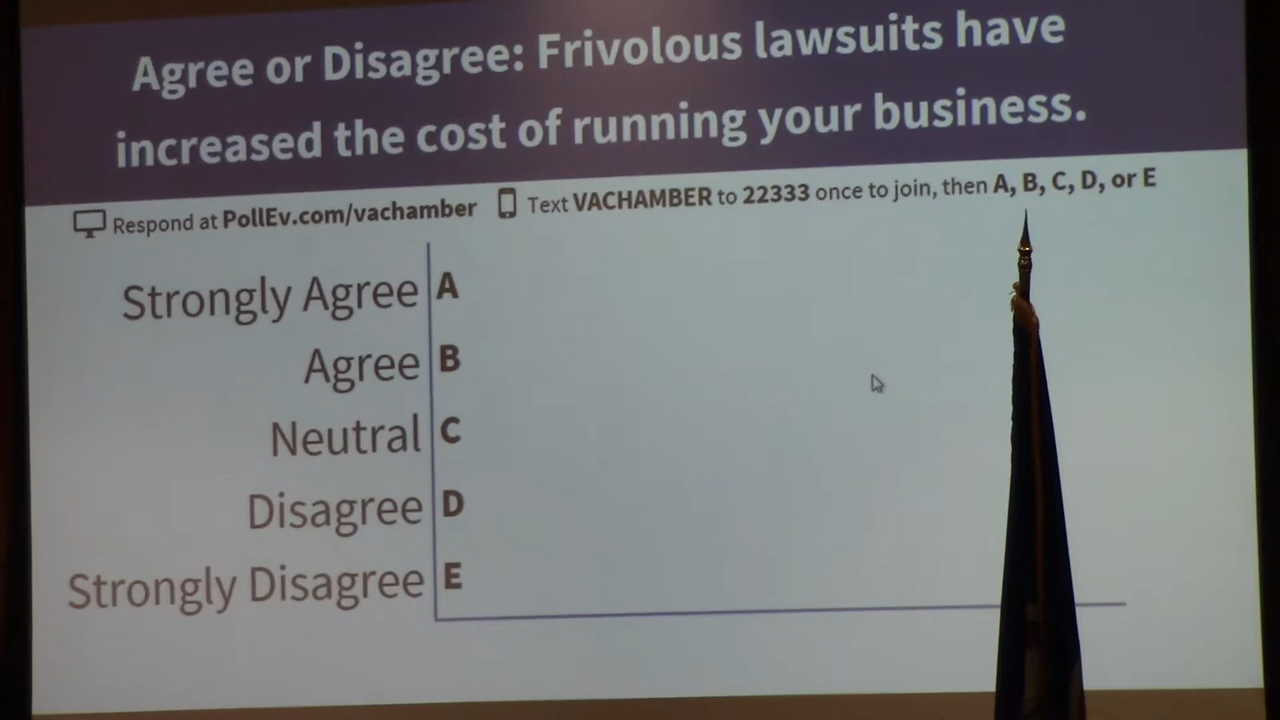 Agree or Disagree: Frivolous lawsuits have
increased the cost of running your business.
Respond at PollEv.com/vachamber Text VACHAMBER to 22333 once to join, then A, B, C, D, or E
Strongly Agree A
Agree B
Neutral C
Disagree D
Strongly Disagree E